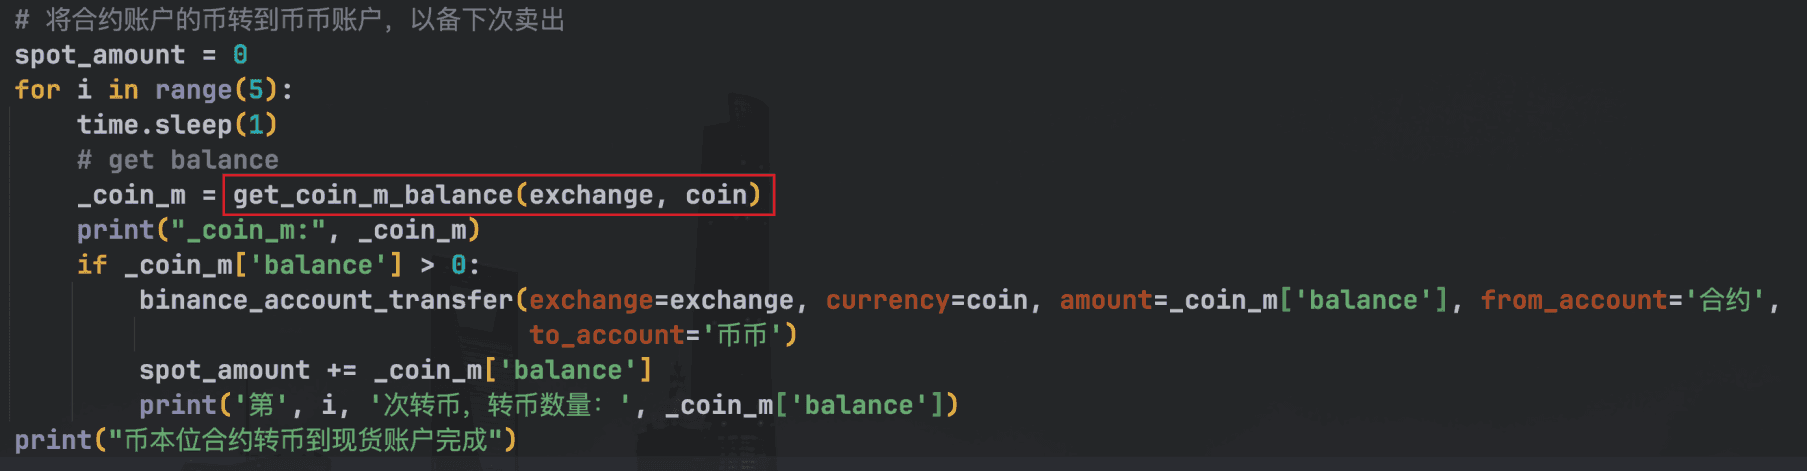 # 将合约账户的币转到币币账户，以备下次卖出
spot_amount = 0
for i in range(5):
    time.sleep(1)
    # get balance
    _coin_m = get_coin_m_balance(exchange, coin)
    print("_coin_m:", _coin_m)
    if _coin_m['balance'] > 0:
        binance_account_transfer(exchange=exchange, currency=coin, amount=_coin_m['balance'], from_account='合约',
                                 to_account='币币')
        spot_amount += _coin_m['balance']
        print('第', i, '次转币，转币数量：', _coin_m['balance'])
print("币本位合约转币到现货账户完成")